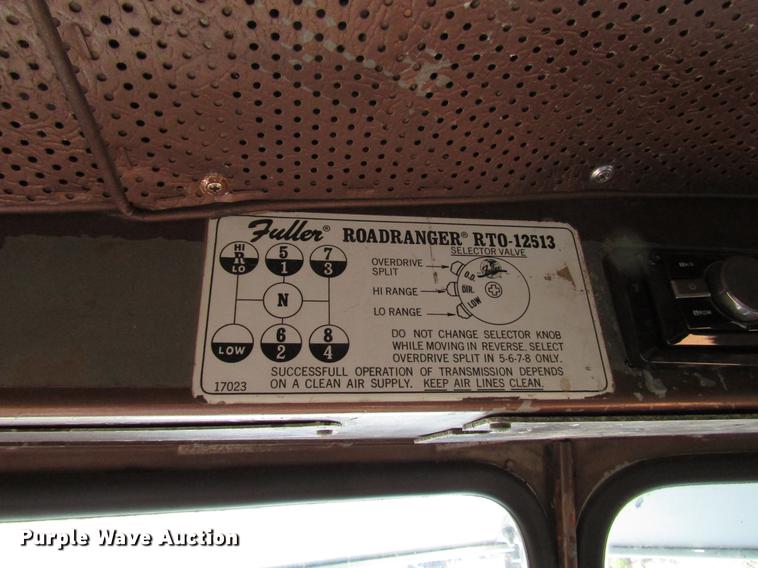 Fuller® ROADRANGER® RTO-12513
SELECTOR VALVE
HI R LO
5 1
7 3
N
LOW
6 2
8 4
OVERDRIVE
SPLIT
HI RANGE
LO RANGE
O.D.
DIR.
LOW
Fuller
DO NOT CHANGE SELECTOR KNOB
WHILE MOVING IN REVERSE. SELECT
OVERDRIVE SPLIT IN 5-6-7-8 ONLY.
SUCCESSFULL OPERATION OF TRANSMISSION DEPENDS
ON A CLEAN AIR SUPPLY. KEEP AIR LINES CLEAN.
17023
Purple Wave Auction